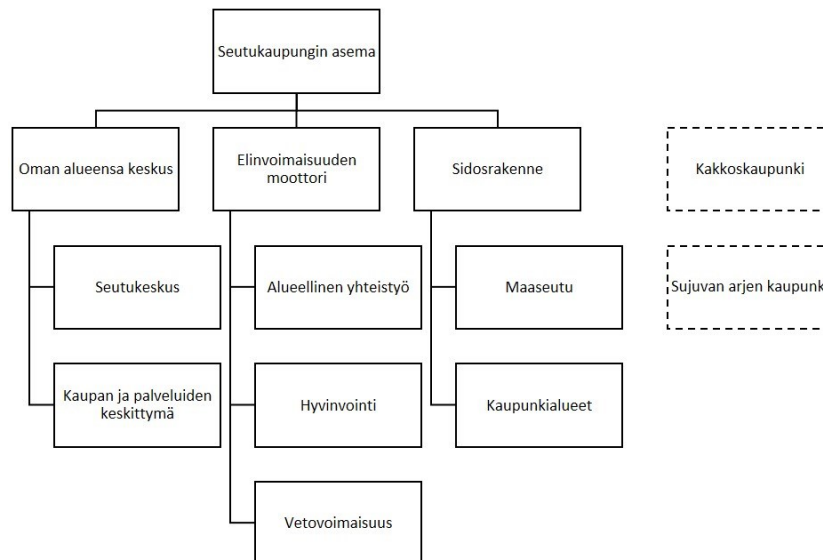 Seutukaupungin asema
Oman alueensa keskus
Elinvoimaisuuden
moottori
Sidosrakenne
Kakkoskaupunki
Seutukeskus
Alueellinen yhteistyö
Maaseutu
Sujuvan arjen kaupunk
Kaupan ja palveluiden
keskittymä
Hyvinvointi
Kaupunkialueet
Vetovoimaisuus